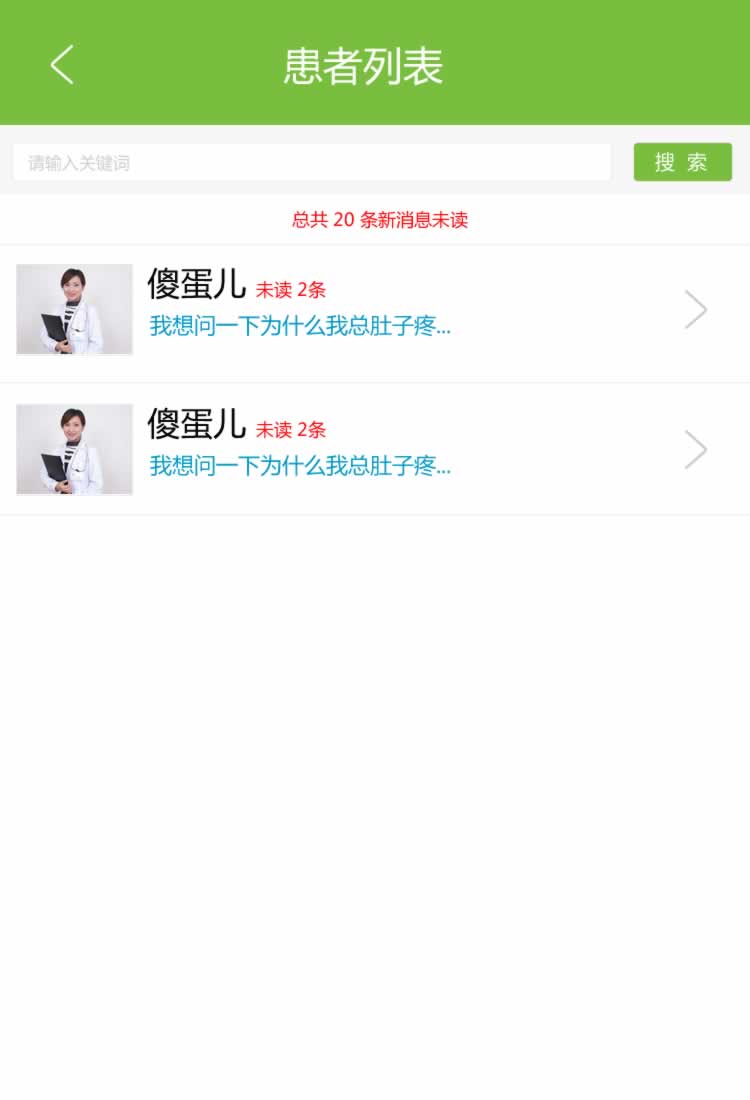 患者列表
请输入关键词
搜 索
总共 20 条新消息未读
傻蛋儿 未读 2条
我想问一下为什么我总肚子疼...
傻蛋儿 未读 2条
我想问一下为什么我总肚子疼...